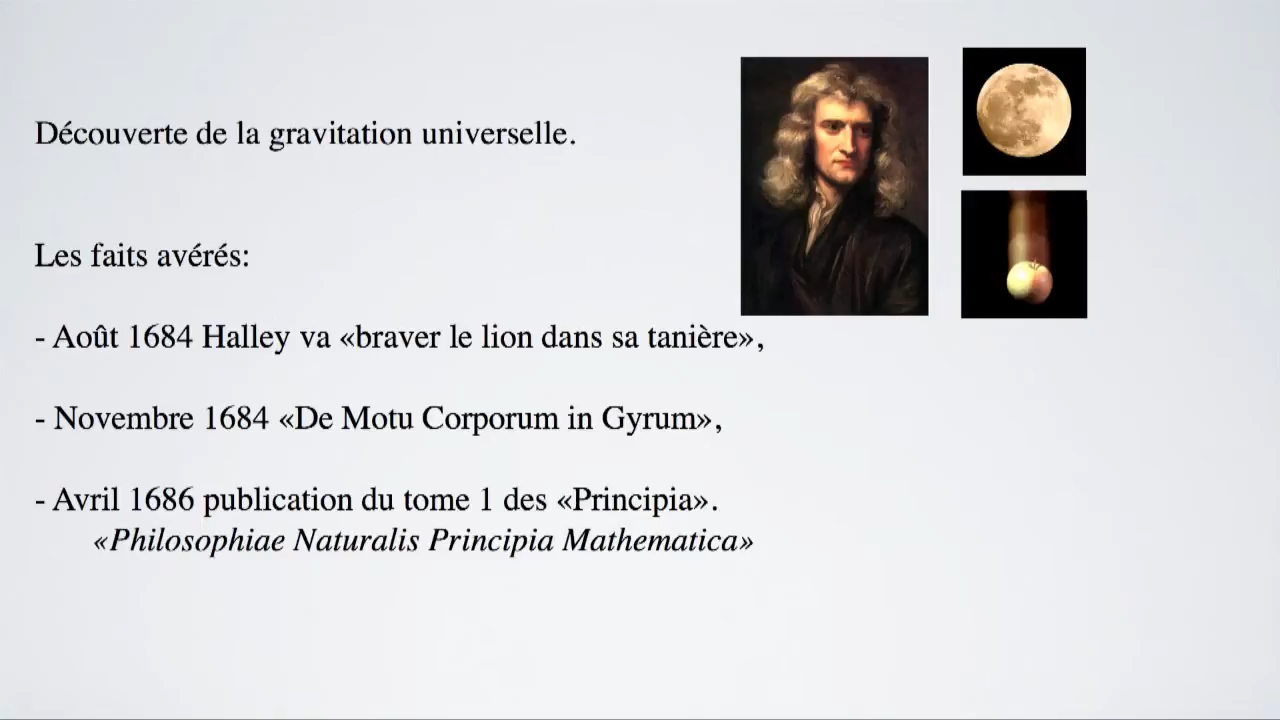 Découverte de la gravitation universelle.
Les faits avérés:
- Août 1684 Halley va «braver le lion dans sa tanière»,
- Novembre 1684 «De Motu Corporum in Gyrum»,
- Avril 1686 publication du tome 1 des «Principia».
«Philosophiae Naturalis Principia Mathematica»